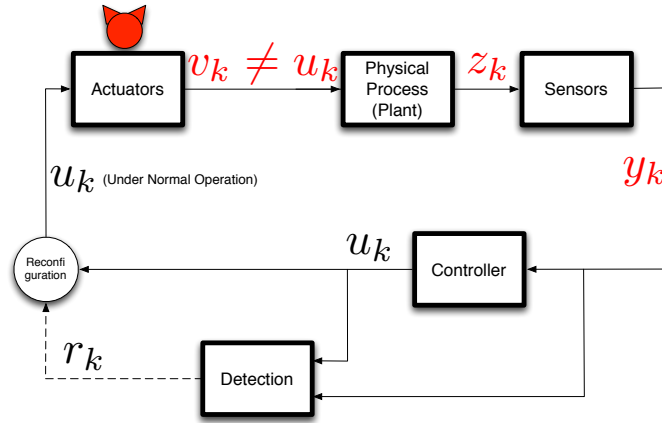 Actuators
v_k ≠ u_k
Physical
Process
(Plant)
z_k
Sensors
y_k
u_k (Under Normal Operation)
Reconfi
guration
u_k
Controller
r_k
Detection